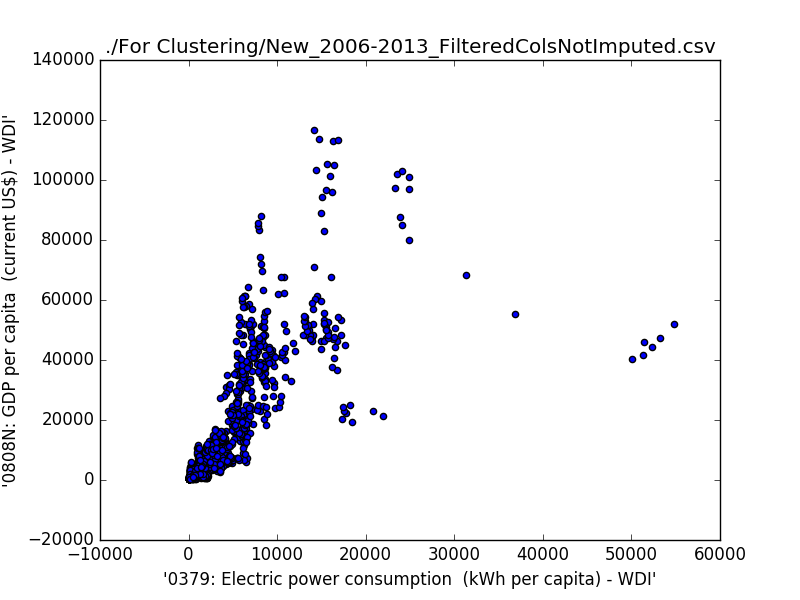 ./For Clustering/New_2006-2013_FilteredColsNotImputed.csv
140000
120000
100000
80000
60000
40000
20000
0
−20000
'0808N: GDP per capita  (current US$) - WDI'
−10000 0 10000 20000 30000 40000 50000 60000
'0379: Electric power consumption  (kWh per capita) - WDI'